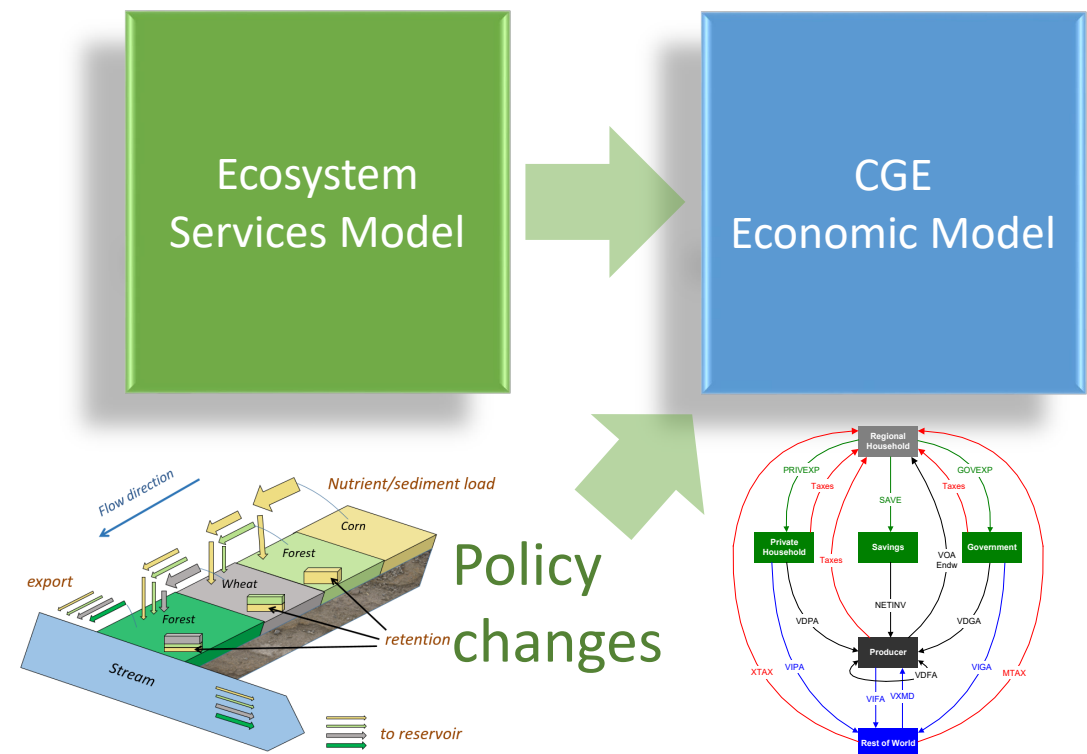 Ecosystem
Services Model
CGE
Economic Model
Policy
changes
Flow direction
Nutrient/sediment load
Corn
Forest
Wheat
Forest
export
retention
Stream
to reservoir
Regional
Household
PRIVEXP
GOVEXP
Taxes
SAVE
Taxes
Private
Household
Savings
Government
Taxes
VOA
Endw
NETINV
VDPA
VDGA
Producer
VDFA
XTAX
VIPA
VIFA
VXMD
VIGA
MTAX
Rest of World